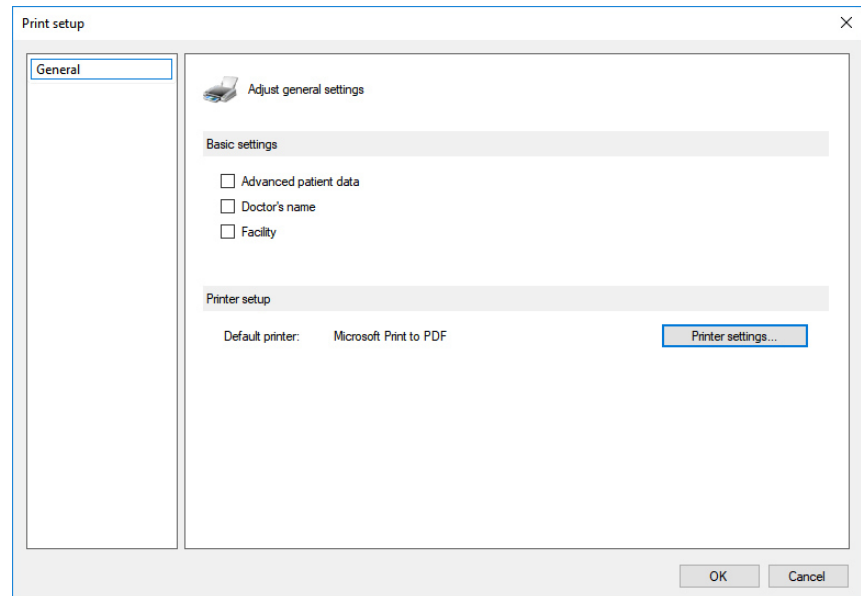 Print setup
General
Adjust general settings
Basic settings
Advanced patient data
Doctor's name
Facility
Printer setup
Default printer: Microsoft Print to PDF Printer settings...
OK Cancel